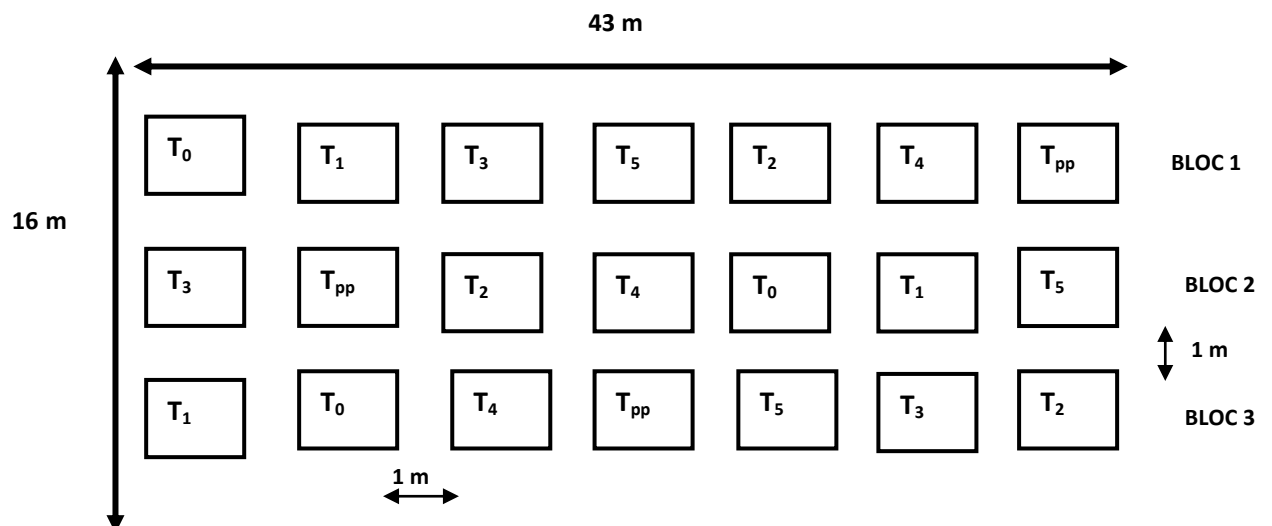 43 m
T0 T1 T3 T5 T2 T4 Tpp BLOC 1
16 m
T3 Tpp T2 T4 T0 T1 T5 BLOC 2
1 m
T1 T0 T4 Tpp T5 T3 T2 BLOC 3
1 m